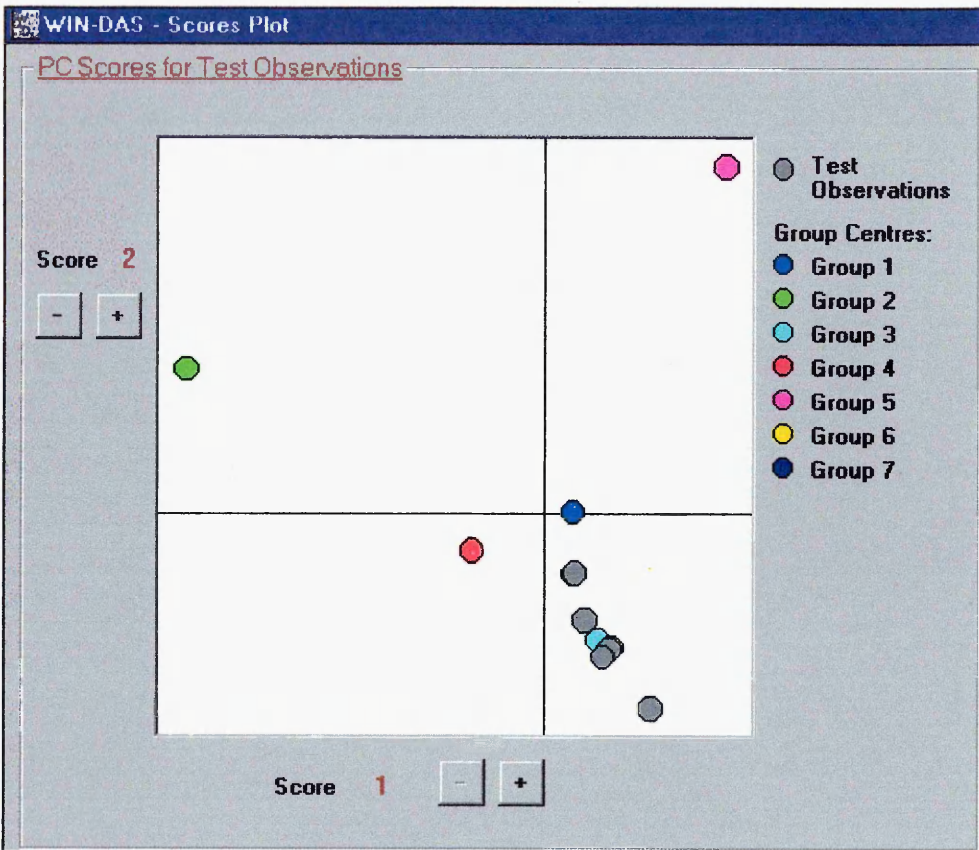 WIN-DAS - Scores Plot
PC Scores for Test Observations
Test
Observations
Group Centres:
Group 1
Group 2
Group 3
Group 4
Group 5
Group 6
Group 7
Score 2
- +
Score 1
- +